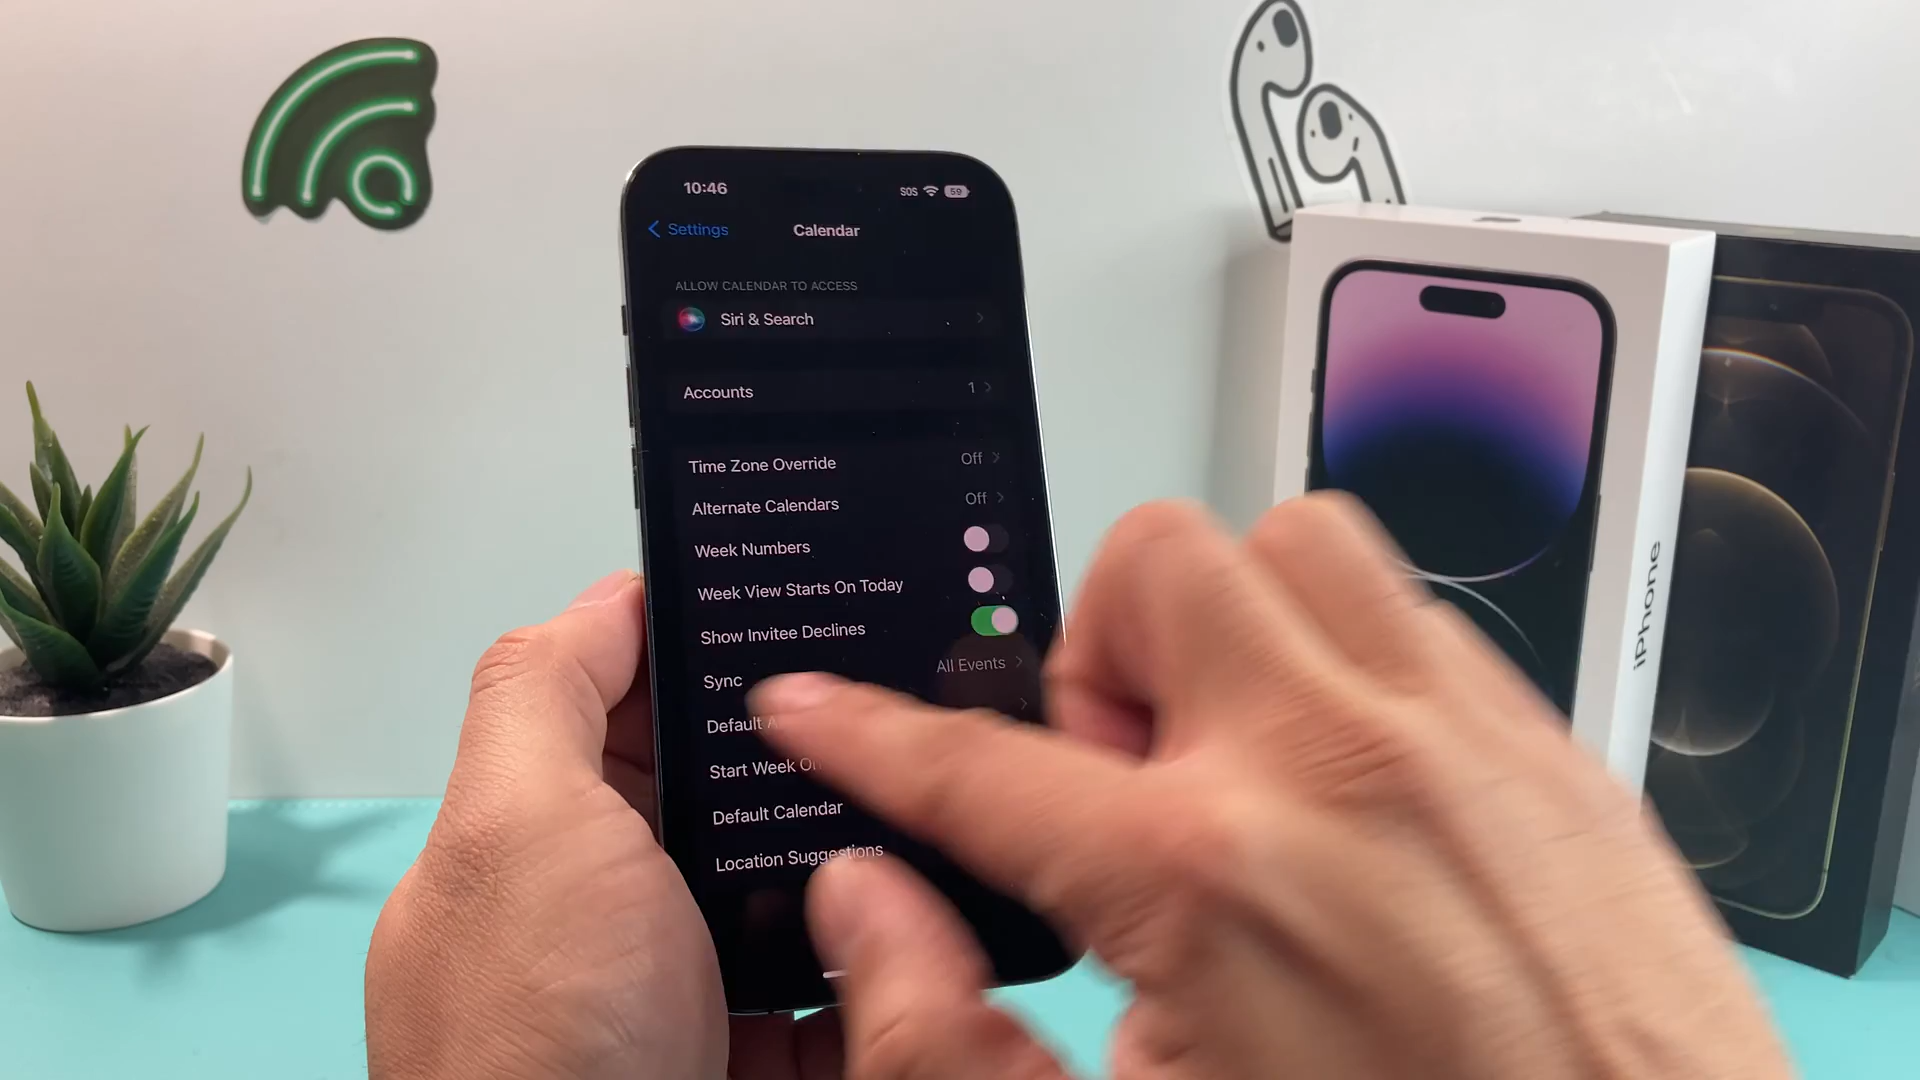 10:46
SOS
59
Settings
Calendar
ALLOW CALENDAR TO ACCESS
Siri & Search
Accounts 1
Time Zone Override Off
Alternate Calendars Off
Week Numbers
Week View Starts On Today
Show Invitee Declines
Sync All Events
Default
Start Week
Default Calendar
Location Suggestions
iPhone